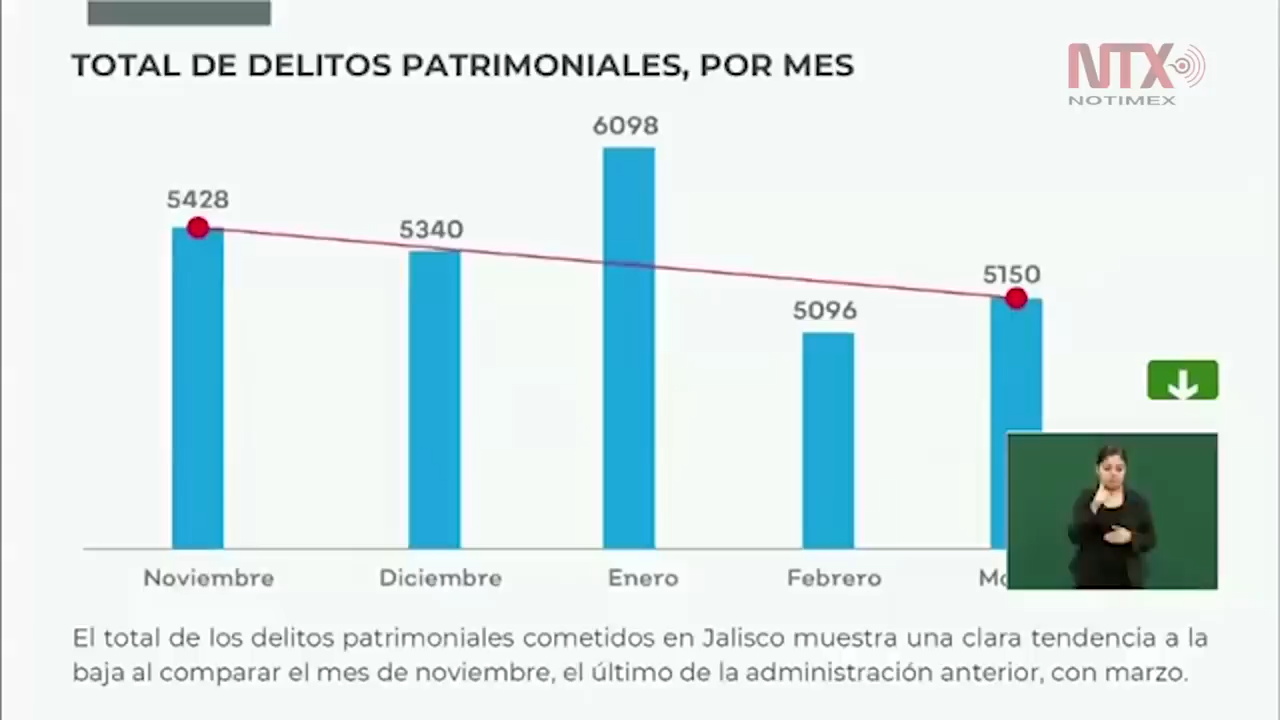 TOTAL DE DELITOS PATRIMONIALES, POR MES
NTX
NOTIMEX
6098
5428
5340
5150
5096
Noviembre Diciembre Enero Febrero
El total de los delitos patrimoniales cometidos en Jalisco muestra una clara tendencia a la
baja al comparar el mes de noviembre, el último de la administración anterior, con marzo.